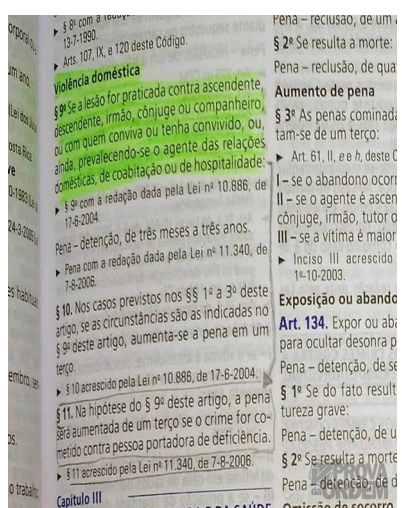 § 8º com a redação
13-7-1990.
Arts. 107, IX, e 120 deste Código.
Violência doméstica
§ 9º Se a lesão for praticada contra ascendente,
descendente, irmão, cônjuge ou companheiro,
ou com quem conviva ou tenha convivido, ou,
ainda, prevalecendo-se o agente das relações
domésticas, de coabitação ou de hospitalidade:
§ 9º com a redação dada pela Lei nº 10.886, de
17-6-2004.
Pena – detenção, de três meses a três anos.
Pena com redação dada pela Lei nº 11.340, de
7-8-2006.
§ 10. Nos casos previstos nos §§ 1º a 3º deste
artigo, se as circunstâncias são as indicadas no
§ 9º deste artigo, aumenta-se a pena em um
terço.
§ 10 acrescido pela Lei nº 10.886, de 17-6-2004.
§ 11. Na hipótese do § 9º deste artigo, a pena
será aumentada de um terço se o crime for co-
metido contra pessoa portadora de deficiência.
§ 11 acrescido pela Lei nº 11.340, de 7-8-2006.
Capítulo III
Pena – reclusão, de um
§ 2º Se resulta a morte:
Pena – reclusão, de qua
Aumento de pena
§ 3º As penas cominada
tam-se de um terço:
Art. 61, II, e e h, deste C
I – se o abandono ocorr
II – se o agente é ascen
cônjuge, irmão, tutor o
III – se a vítima é maior
Inciso III acrescido
1º-10-2003.
Exposição ou abando
Art. 134. Expor ou aba
para ocultar desonra p
Pena – detenção, de se
§ 1º Se do fato result
tureza grave:
Pena – detenção, de u
§ 2º Se resulta a morte
Pena – detenção, de d
Omissão de socorro
PROVA
da ORDEM